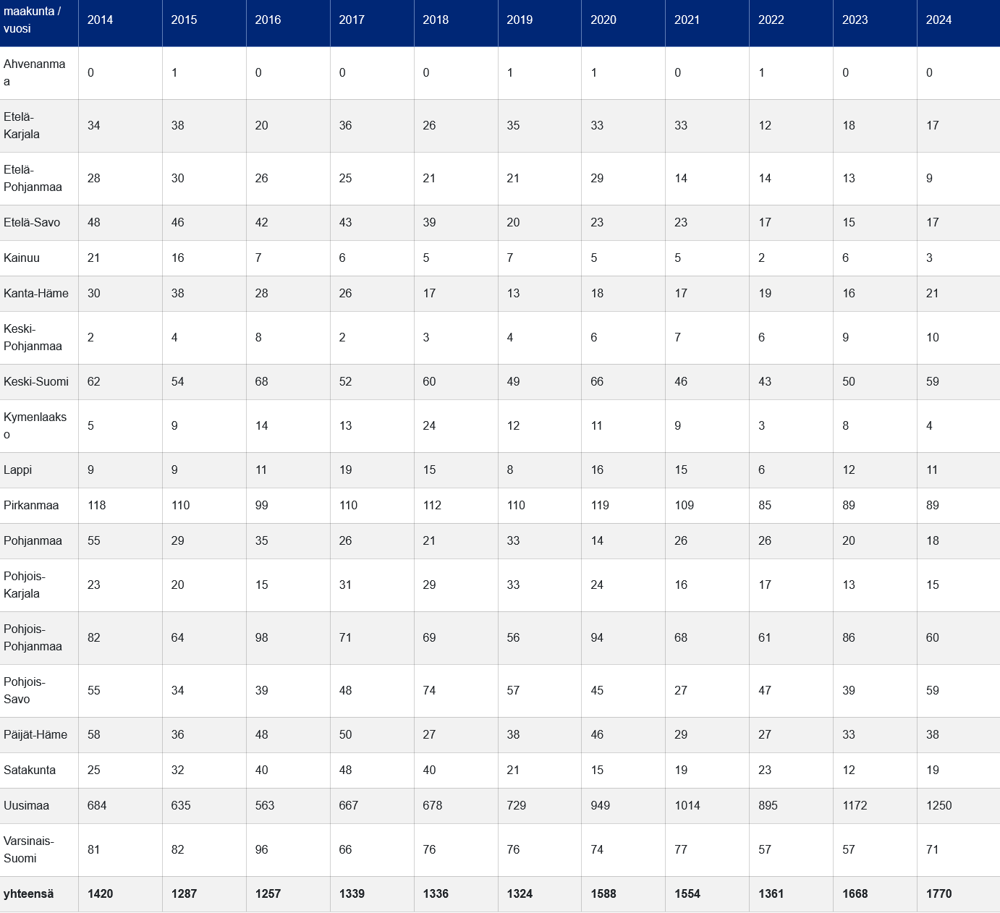 maakunta / vuosi 2014 2015 2016 2017 2018 2019 2020 2021 2022 2023 2024
Ahvenanmaa 0 1 0 0 0 1 1 0 1 0 0
Etelä-Karjala 34 38 20 36 26 35 33 33 12 18 17
Etelä-Pohjanmaa 28 30 26 25 21 21 29 14 14 13 9
Etelä-Savo 48 46 42 43 39 20 23 23 17 15 17
Kainuu 21 16 7 6 5 7 5 5 2 6 3
Kanta-Häme 30 38 28 26 17 13 18 17 19 16 21
Keski-Pohjanmaa 2 4 8 2 3 4 6 7 6 9 10
Keski-Suomi 62 54 68 52 60 49 66 46 43 50 59
Kymenlaakso 5 9 14 13 24 12 11 9 3 8 4
Lappi 9 9 11 19 15 8 16 15 6 12 11
Pirkanmaa 118 110 99 110 112 110 119 109 85 89 89
Pohjanmaa 55 29 35 26 21 33 14 26 26 20 18
Pohjois-Karjala 23 20 15 31 29 33 24 16 17 13 15
Pohjois-Pohjanmaa 82 64 98 71 69 56 94 68 61 86 60
Pohjois-Savo 55 34 39 48 74 57 45 27 47 39 59
Päijät-Häme 58 36 48 50 27 38 46 29 27 33 38
Satakunta 25 32 40 48 40 21 15 19 23 12 19
Uusimaa 684 635 563 667 678 729 949 1014 895 1172 1250
Varsinais-Suomi 81 82 96 66 76 76 74 77 57 57 71
yhteensä 1420 1287 1257 1339 1336 1324 1588 1554 1361 1668 1770